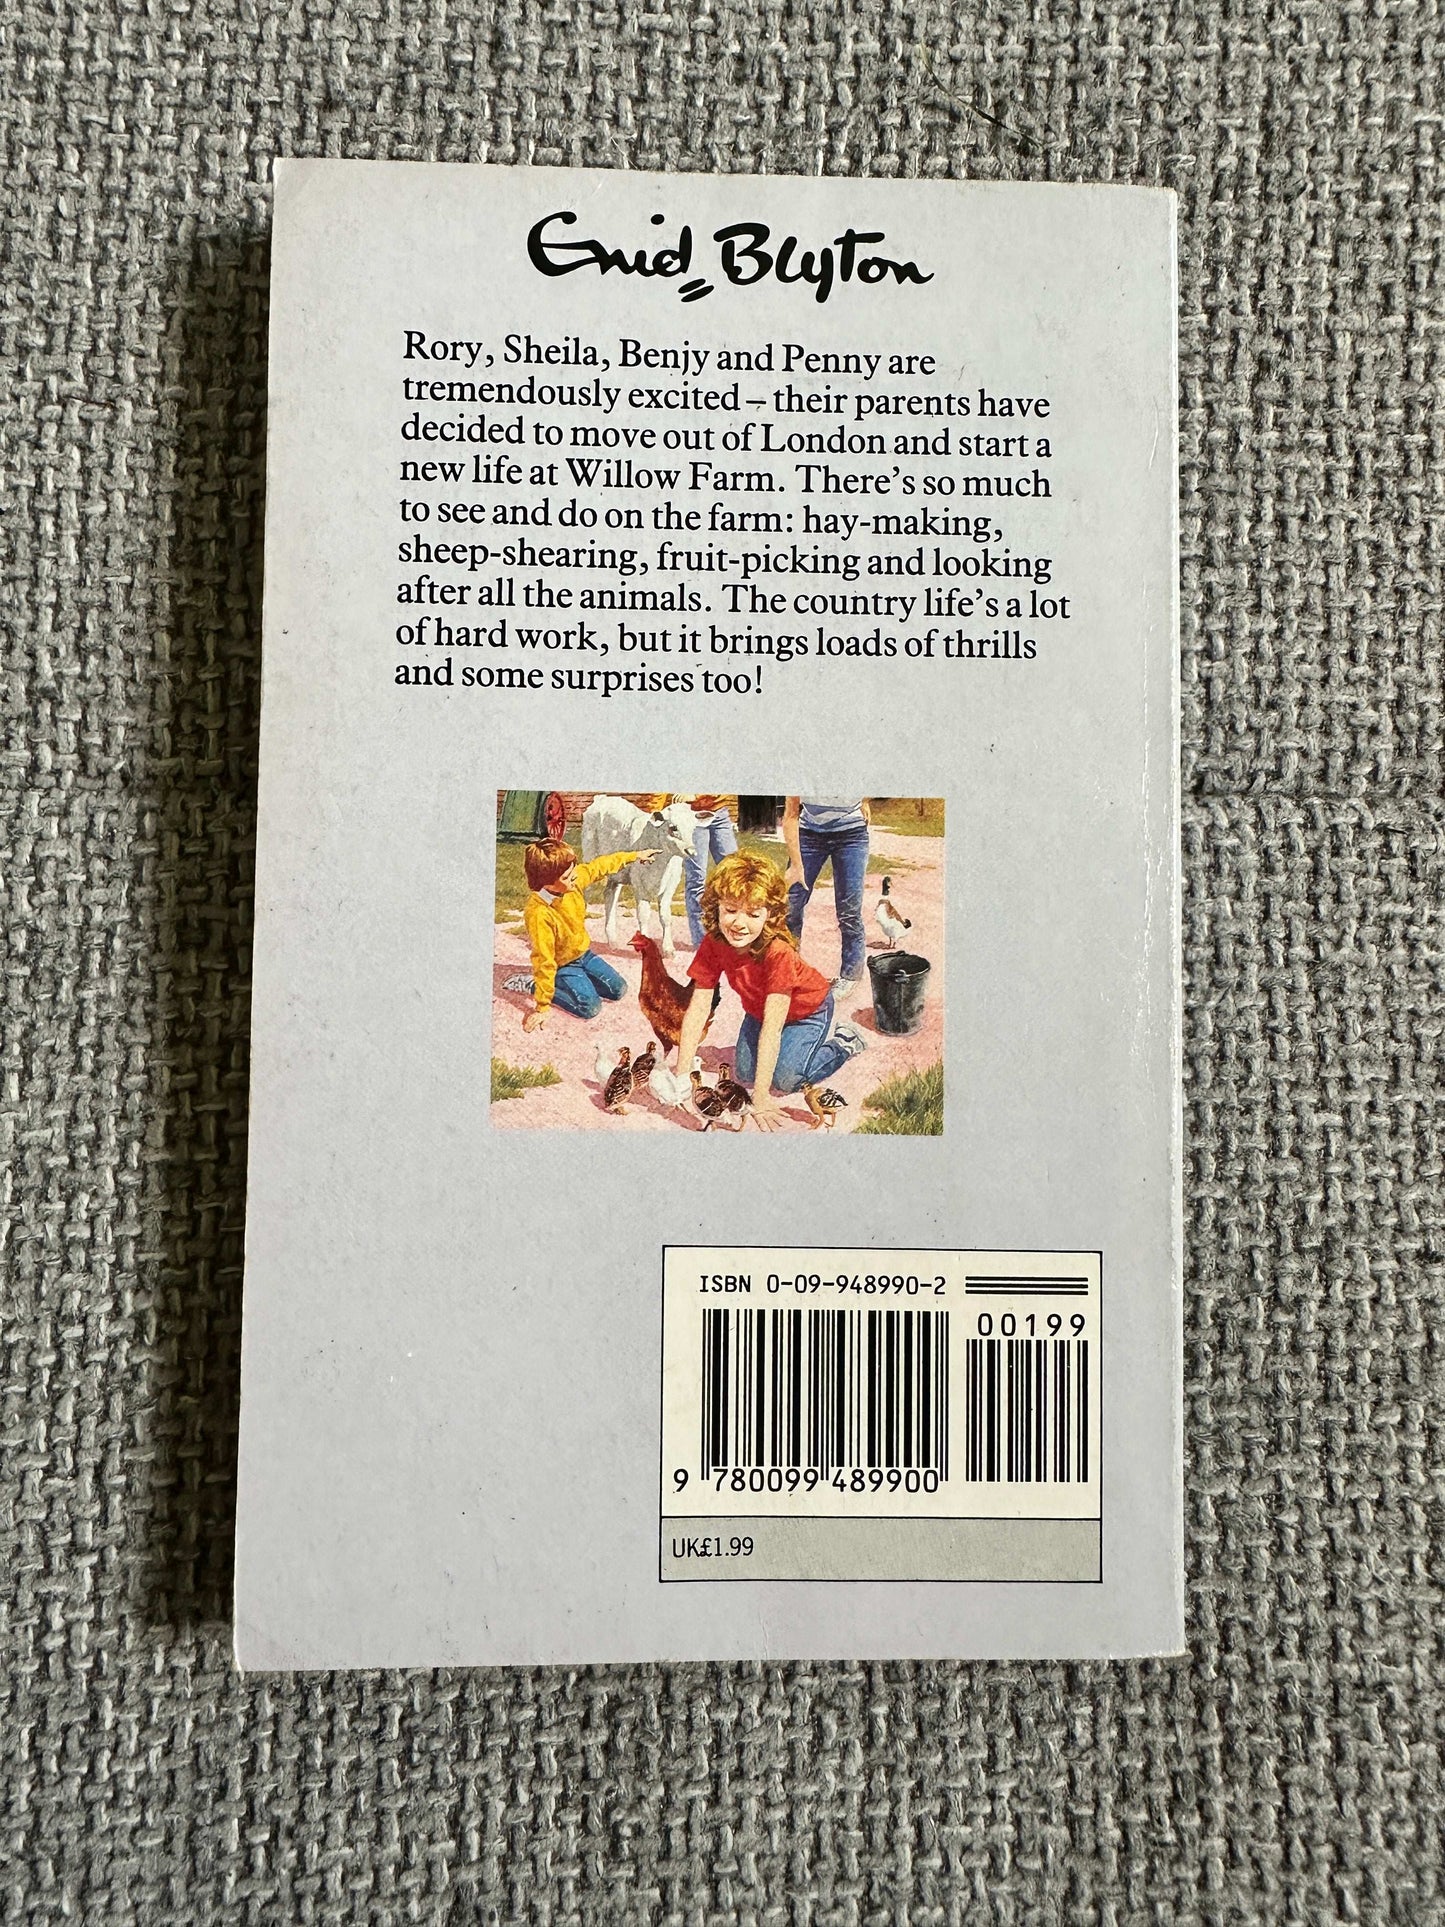 Enid Blyton
Rory, Sheila, Benjy and Penny are
tremendously excited – their parents have
decided to move out of London and start a
new life at Willow Farm. There's so much
to see and do on the farm: hay-making,
sheep-shearing, fruit-picking and looking
after all the animals. The country life's a lot
of hard work, but it brings loads of thrills
and some surprises too!
ISBN 0-09-948990-2
00199
9 780099 489900
UK£1.99